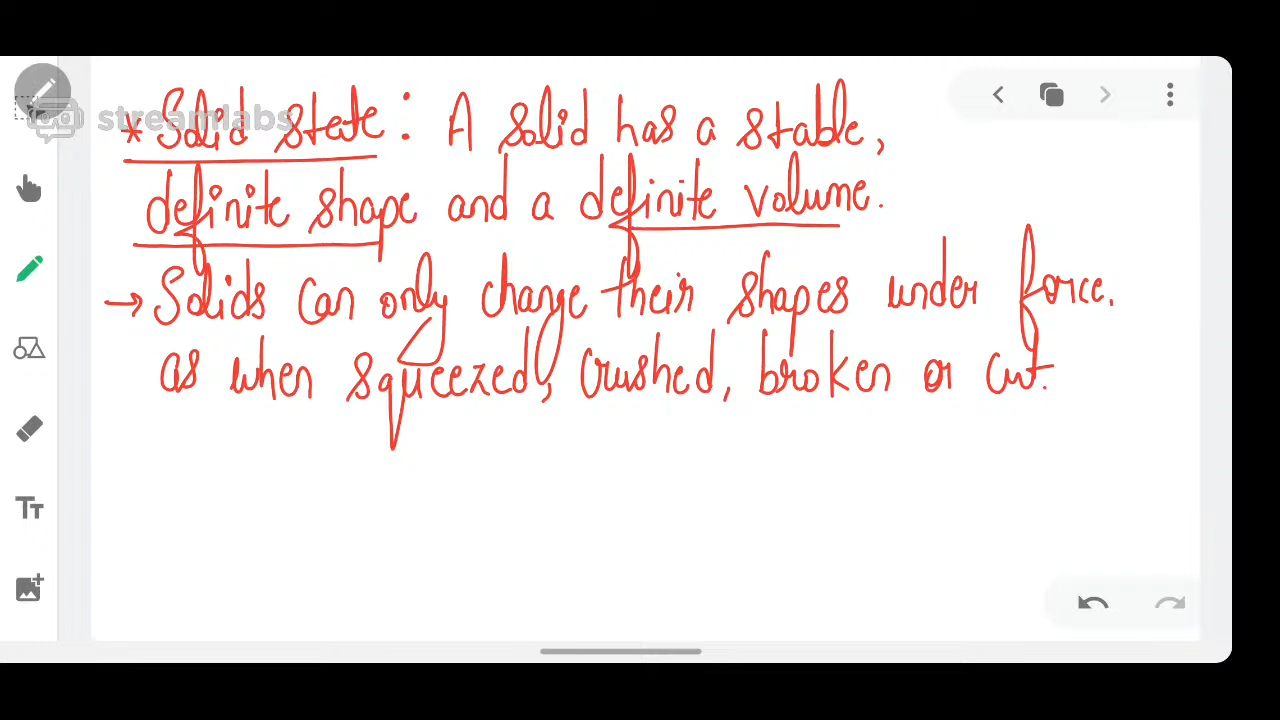 streamlabs
* Solid state : A solid has a stable,
definite shape and a definite volume.
→ Solids can only change their shapes under force.
as when squeezed, crushed, broken or cut.
TT